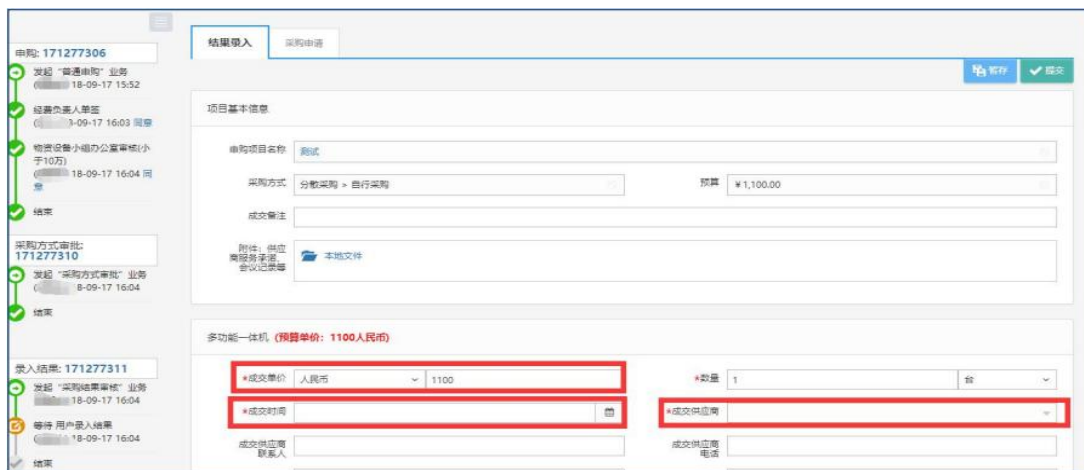 申购: 171277306
发起 "普通申购" 业务
18-09-17 15:52
经费负责人单签
-09-17 16:03 同意
物资设备小组办公室审核(小
于10万)
18-09-17 16:04 同
意
结束
采购方式审批:
171277310
发起 "采购方式审批" 业务
8-09-17 16:04
结束
录入结果: 171277311
发起 "采购结果审核" 业务
18-09-17 16:04
等待 用户录入结果
18-09-17 16:04
结束
结果录入 采购申请
暂存 提交
项目基本信息
申购项目名称 测试
采购方式 分散采购 > 自行采购 预算 ¥1,100.00
成交备注
附件：供应
商服务承诺、
会议记录等
本地文件
多功能一体机 (预算单价：1100人民币)
*成交单价 人民币 1100 *数量 1 台
*成交时间 *成交供应商
成交供应商
联系人
成交供应商
电话